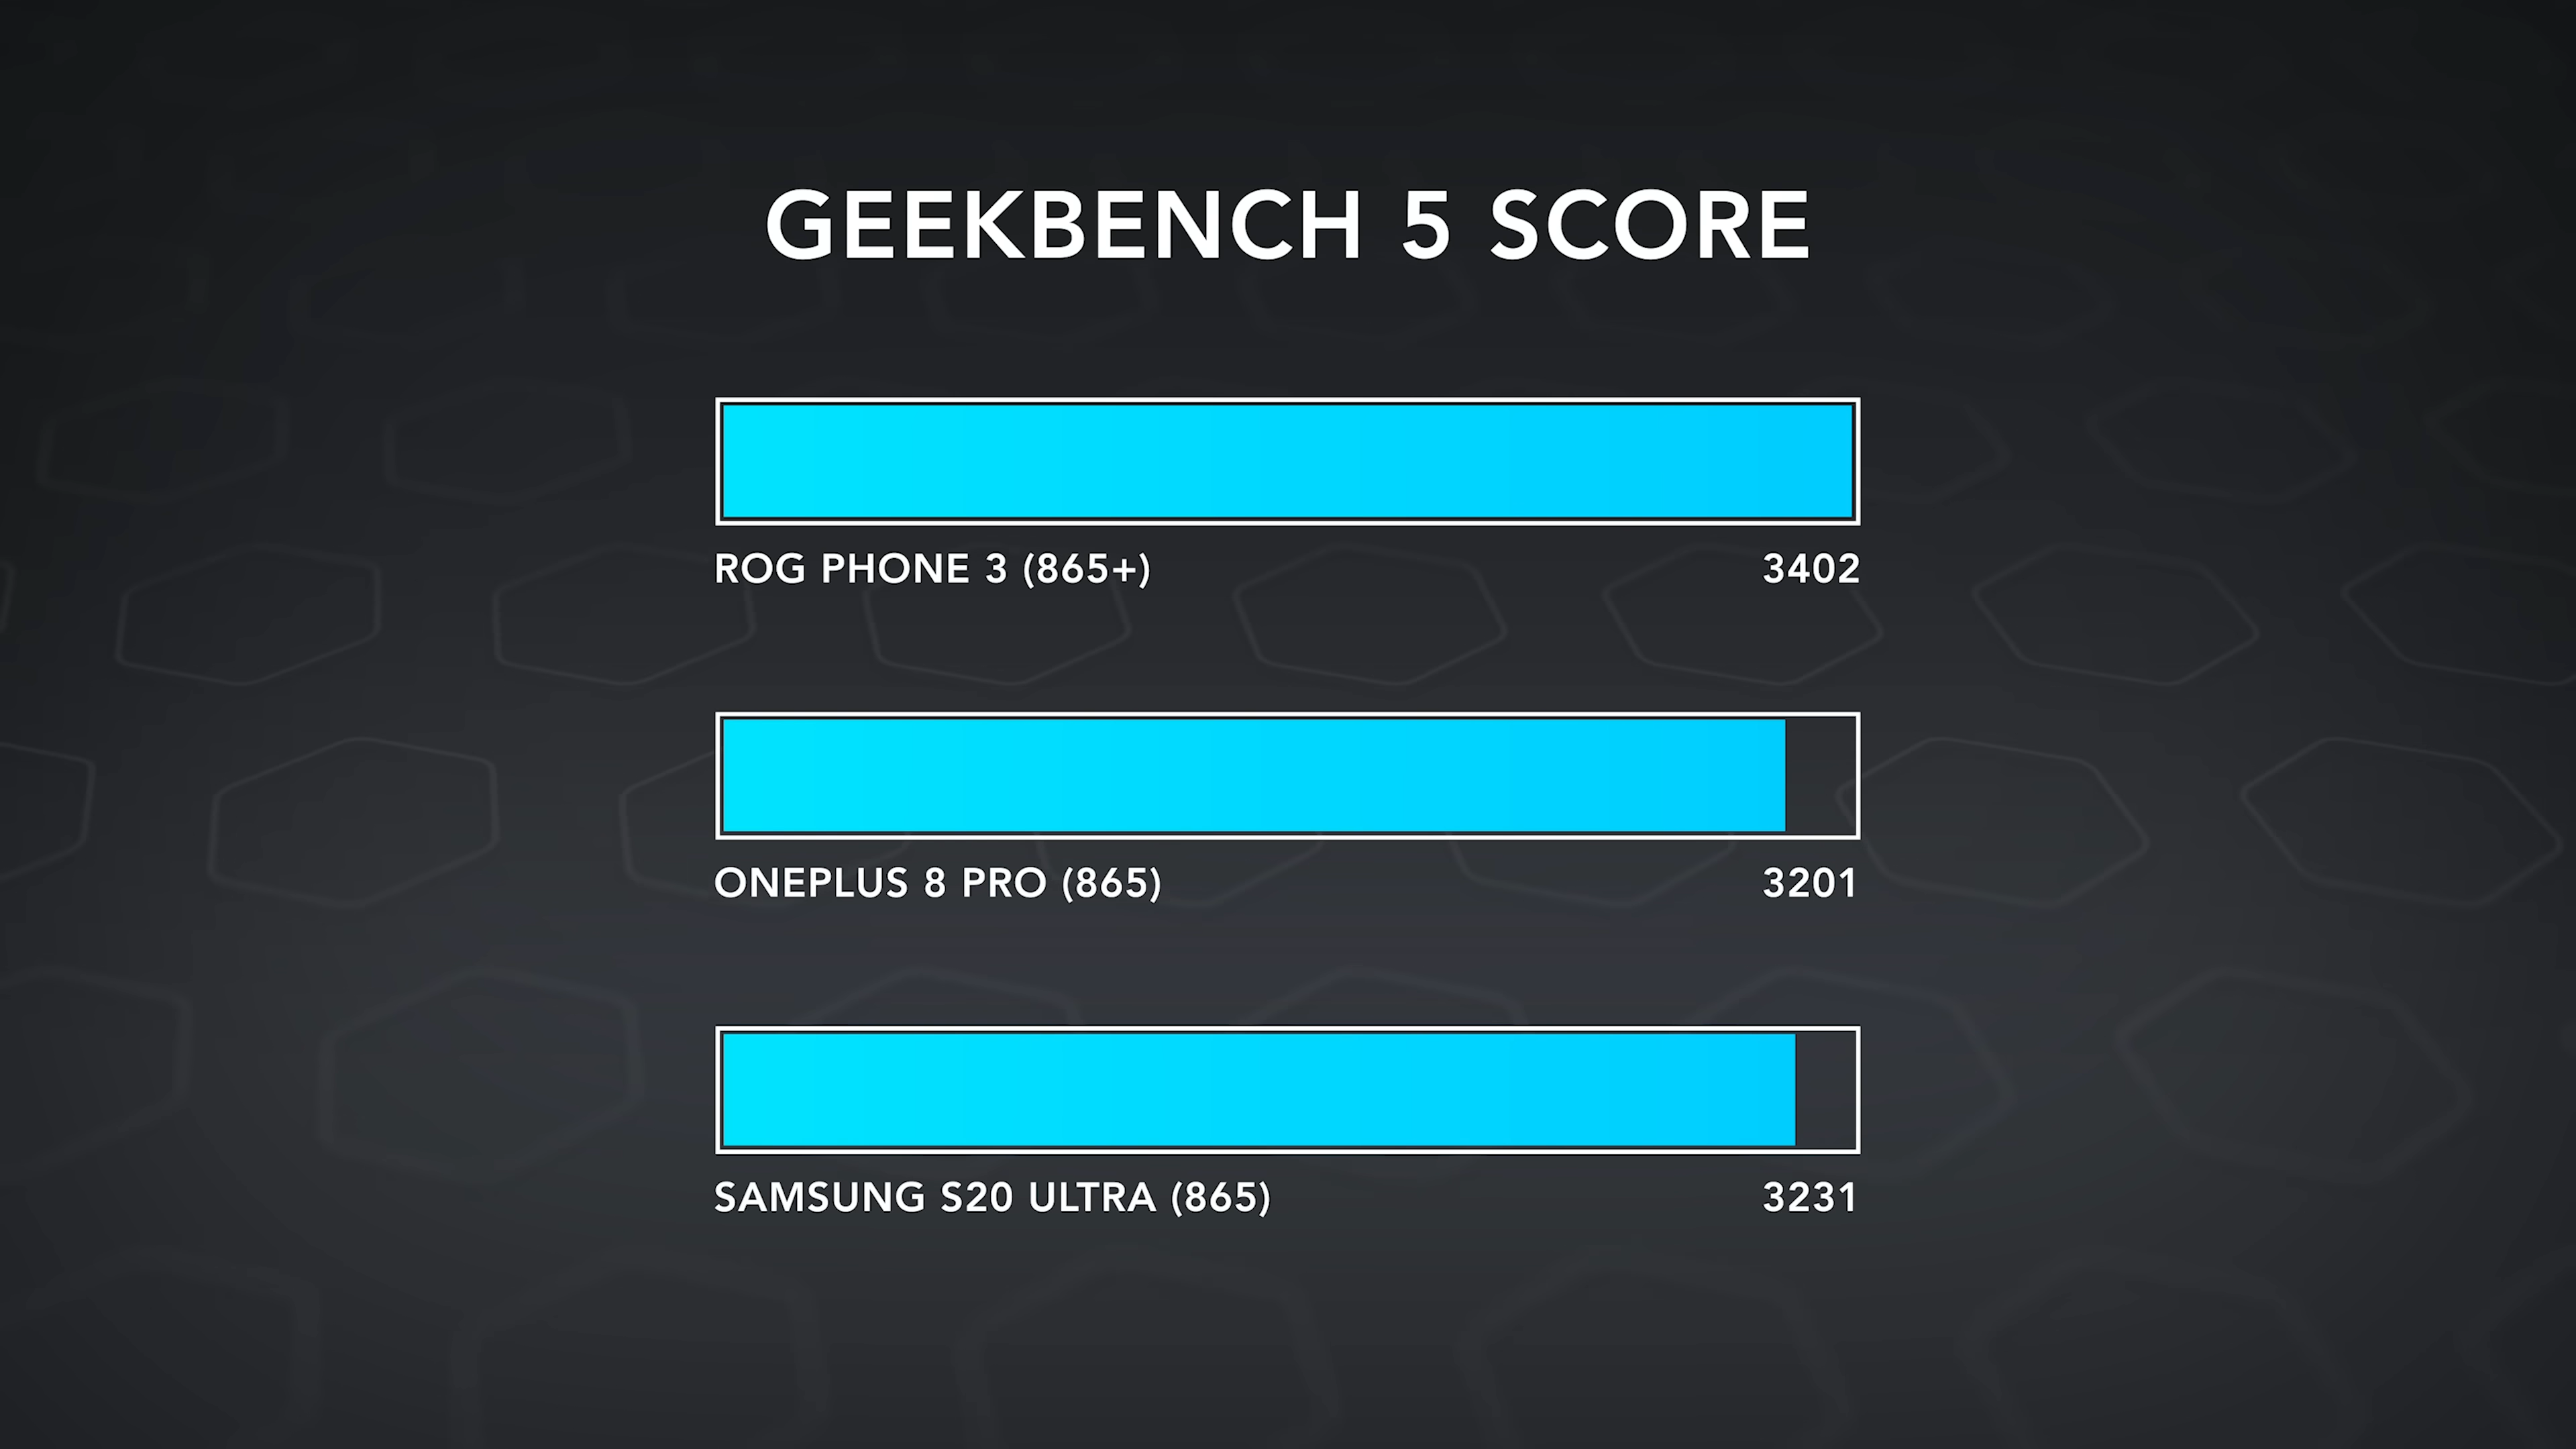 GEEKBENCH 5 SCORE
ROG PHONE 3 (865+) 3402
ONEPLUS 8 PRO (865) 3201
SAMSUNG S20 ULTRA (865) 3231